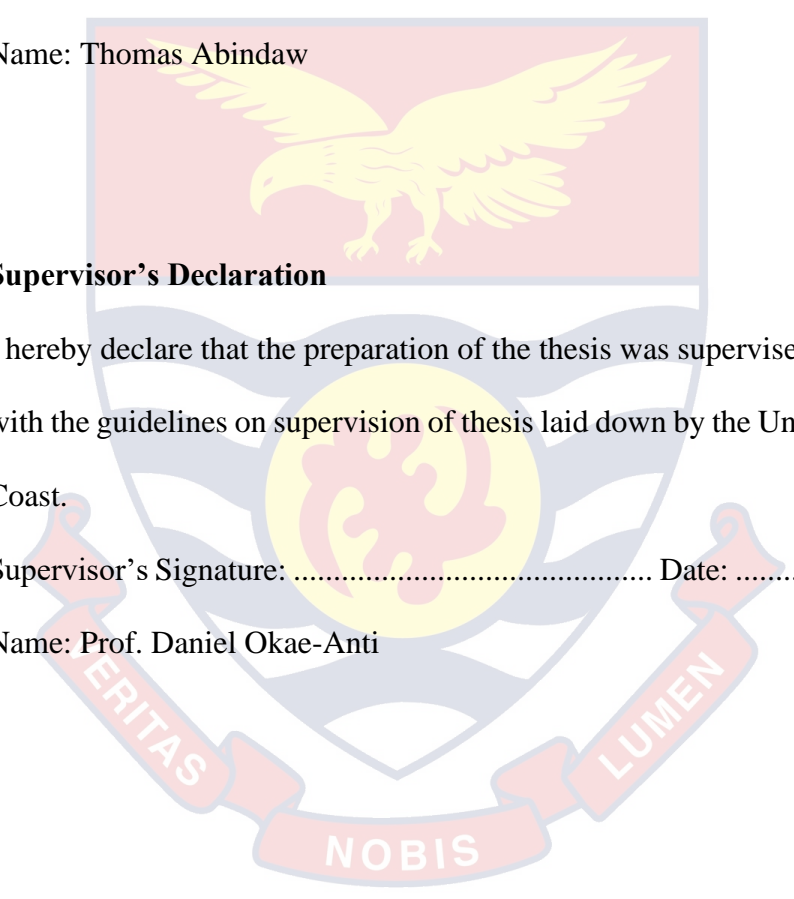 Name: Thomas Abindaw
Supervisor's Declaration
hereby declare that the preparation of the thesis was supervise
with the guidelines on supervision of thesis laid down by the Un
Coast.
Supervisor's Signature: .............................................. Date: ........
Name: Prof. Daniel Okae-Anti
VERITAS
NOBIS
LUMEN